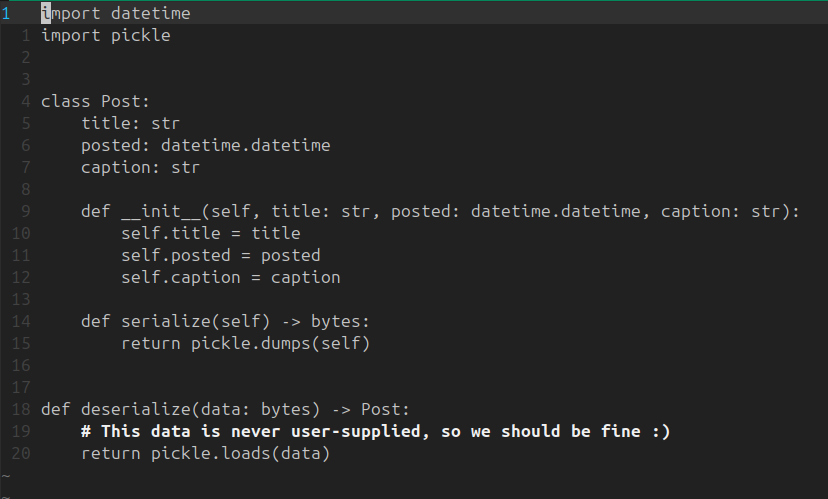 1   import datetime
  1 import pickle
  2
  3
  4 class Post:
  5     title: str
  6     posted: datetime.datetime
  7     caption: str
  8
  9     def __init__(self, title: str, posted: datetime.datetime, caption: str):
 10         self.title = title
 11         self.posted = posted
 12         self.caption = caption
 13
 14     def serialize(self) -> bytes:
 15         return pickle.dumps(self)
 16
 17
 18 def deserialize(data: bytes) -> Post:
 19     # This data is never user-supplied, so we should be fine :)
 20     return pickle.loads(data)
~
~